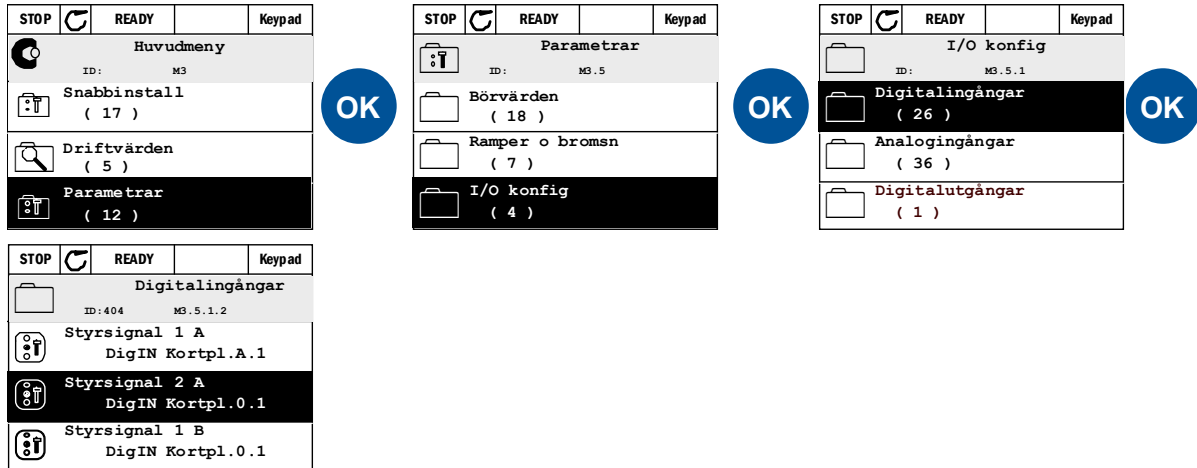 STOP READY Keypad
Huvudmeny
ID: M3
Snabbinstall
( 17 )
Driftvärden
( 5 )
Parametrar
( 12 )
OK
STOP READY Keypad
Parametrar
ID: M3.5
Börvärden
( 18 )
Ramper o bromsn
( 7 )
I/O konfig
( 4 )
OK
STOP READY Keypad
I/O konfig
ID: M3.5.1
Digitalingångar
( 26 )
Analogingångar
( 36 )
Digitalutgångar
( 1 )
OK
STOP READY Keypad
Digitalingångar
ID:404 M3.5.1.2
Styrsignal 1 A
DigIN Kortpl.A.1
Styrsignal 2 A
DigIN Kortpl.0.1
Styrsignal 1 B
DigIN Kortpl.0.1